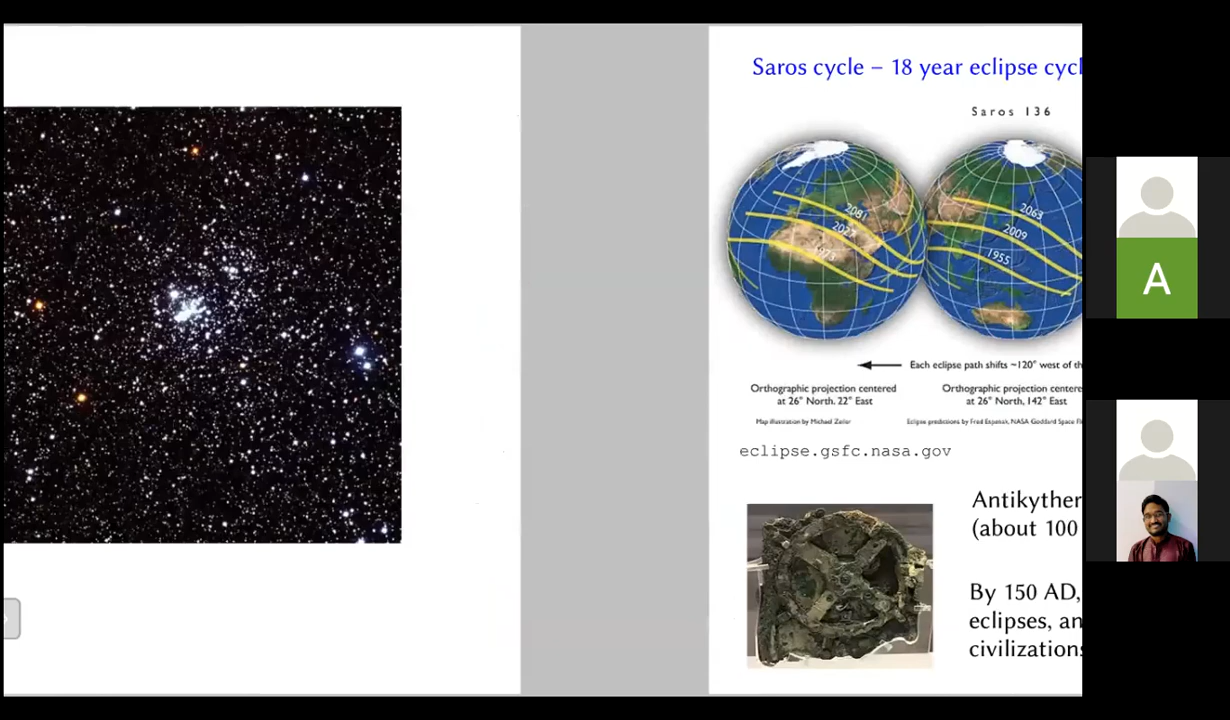 Saros cycle – 18 year eclipse cycl
Saros 136
2081
2027
1973
2063
2009
1955
Each eclipse path shifts ~120° west of th
Orthographic projection centered
at 26° North, 22° East
Orthographic projection centere
at 26° North, 142° East
Map illustration by Michael Zeiler
Eclipse predictions by Fred Espenak, NASA Goddard Space Fl
eclipse.gsfc.nasa.gov
Antikyther
(about 100
By 150 AD,
eclipses, an
civilizations
A